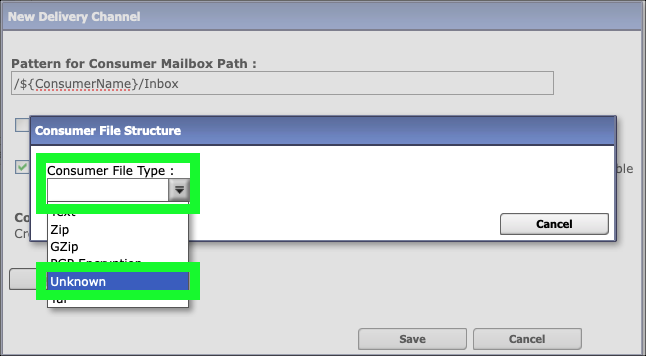 New Delivery Channel
Pattern for Consumer Mailbox Path :
/${ConsumerName}/Inbox
Consumer File Structure
Consumer File Type :
ble
Text
Zip
Co
GZip
Cre
Cancel
PGP Encryption
Unknown
Tar
Save
Cancel